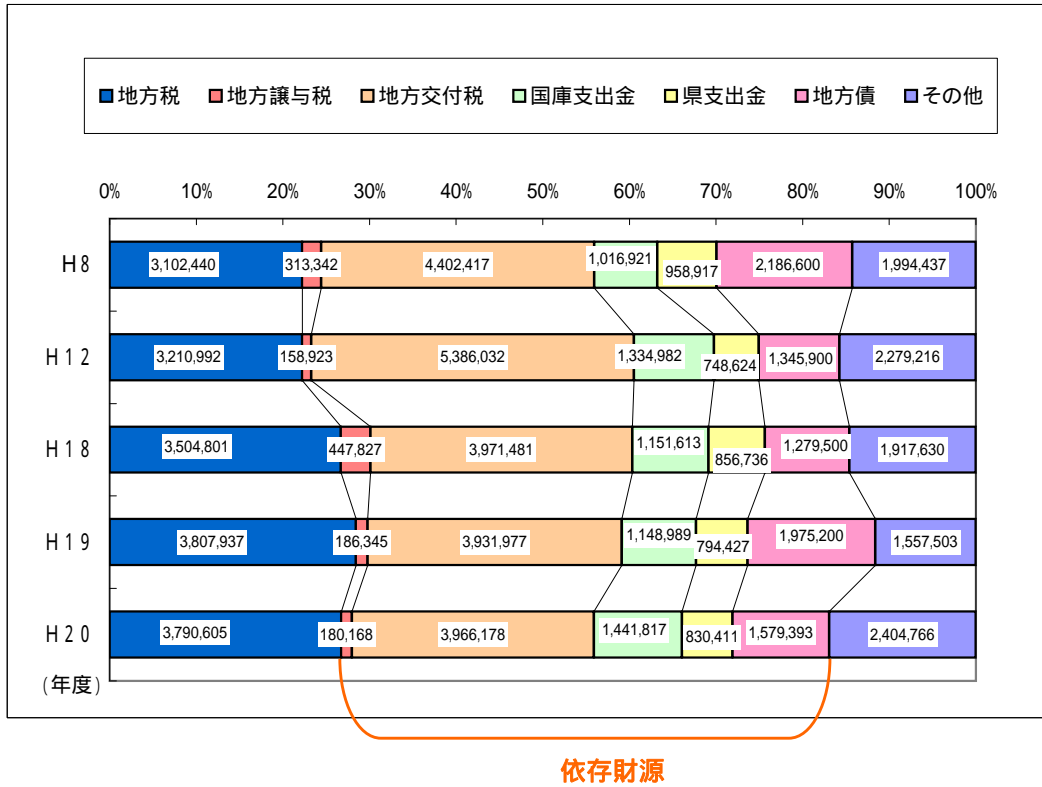 地方税 地方譲与税 地方交付税 国庫支出金 県支出金 地方債 その他
0% 10% 20% 30% 40% 50% 60% 70% 80% 90% 100%
H8 3,102,440 313,342 4,402,417 1,016,921 958,917 2,186,600 1,994,437
H12 3,210,992 158,923 5,386,032 1,334,982 748,624 1,345,900 2,279,216
H18 3,504,801 447,827 3,971,481 1,151,613 856,736 1,279,500 1,917,630
H19 3,807,937 186,345 3,931,977 1,148,989 794,427 1,975,200 1,557,503
H20 3,790,605 180,168 3,966,178 1,441,817 830,411 1,579,393 2,404,766
(年度)
依存財源